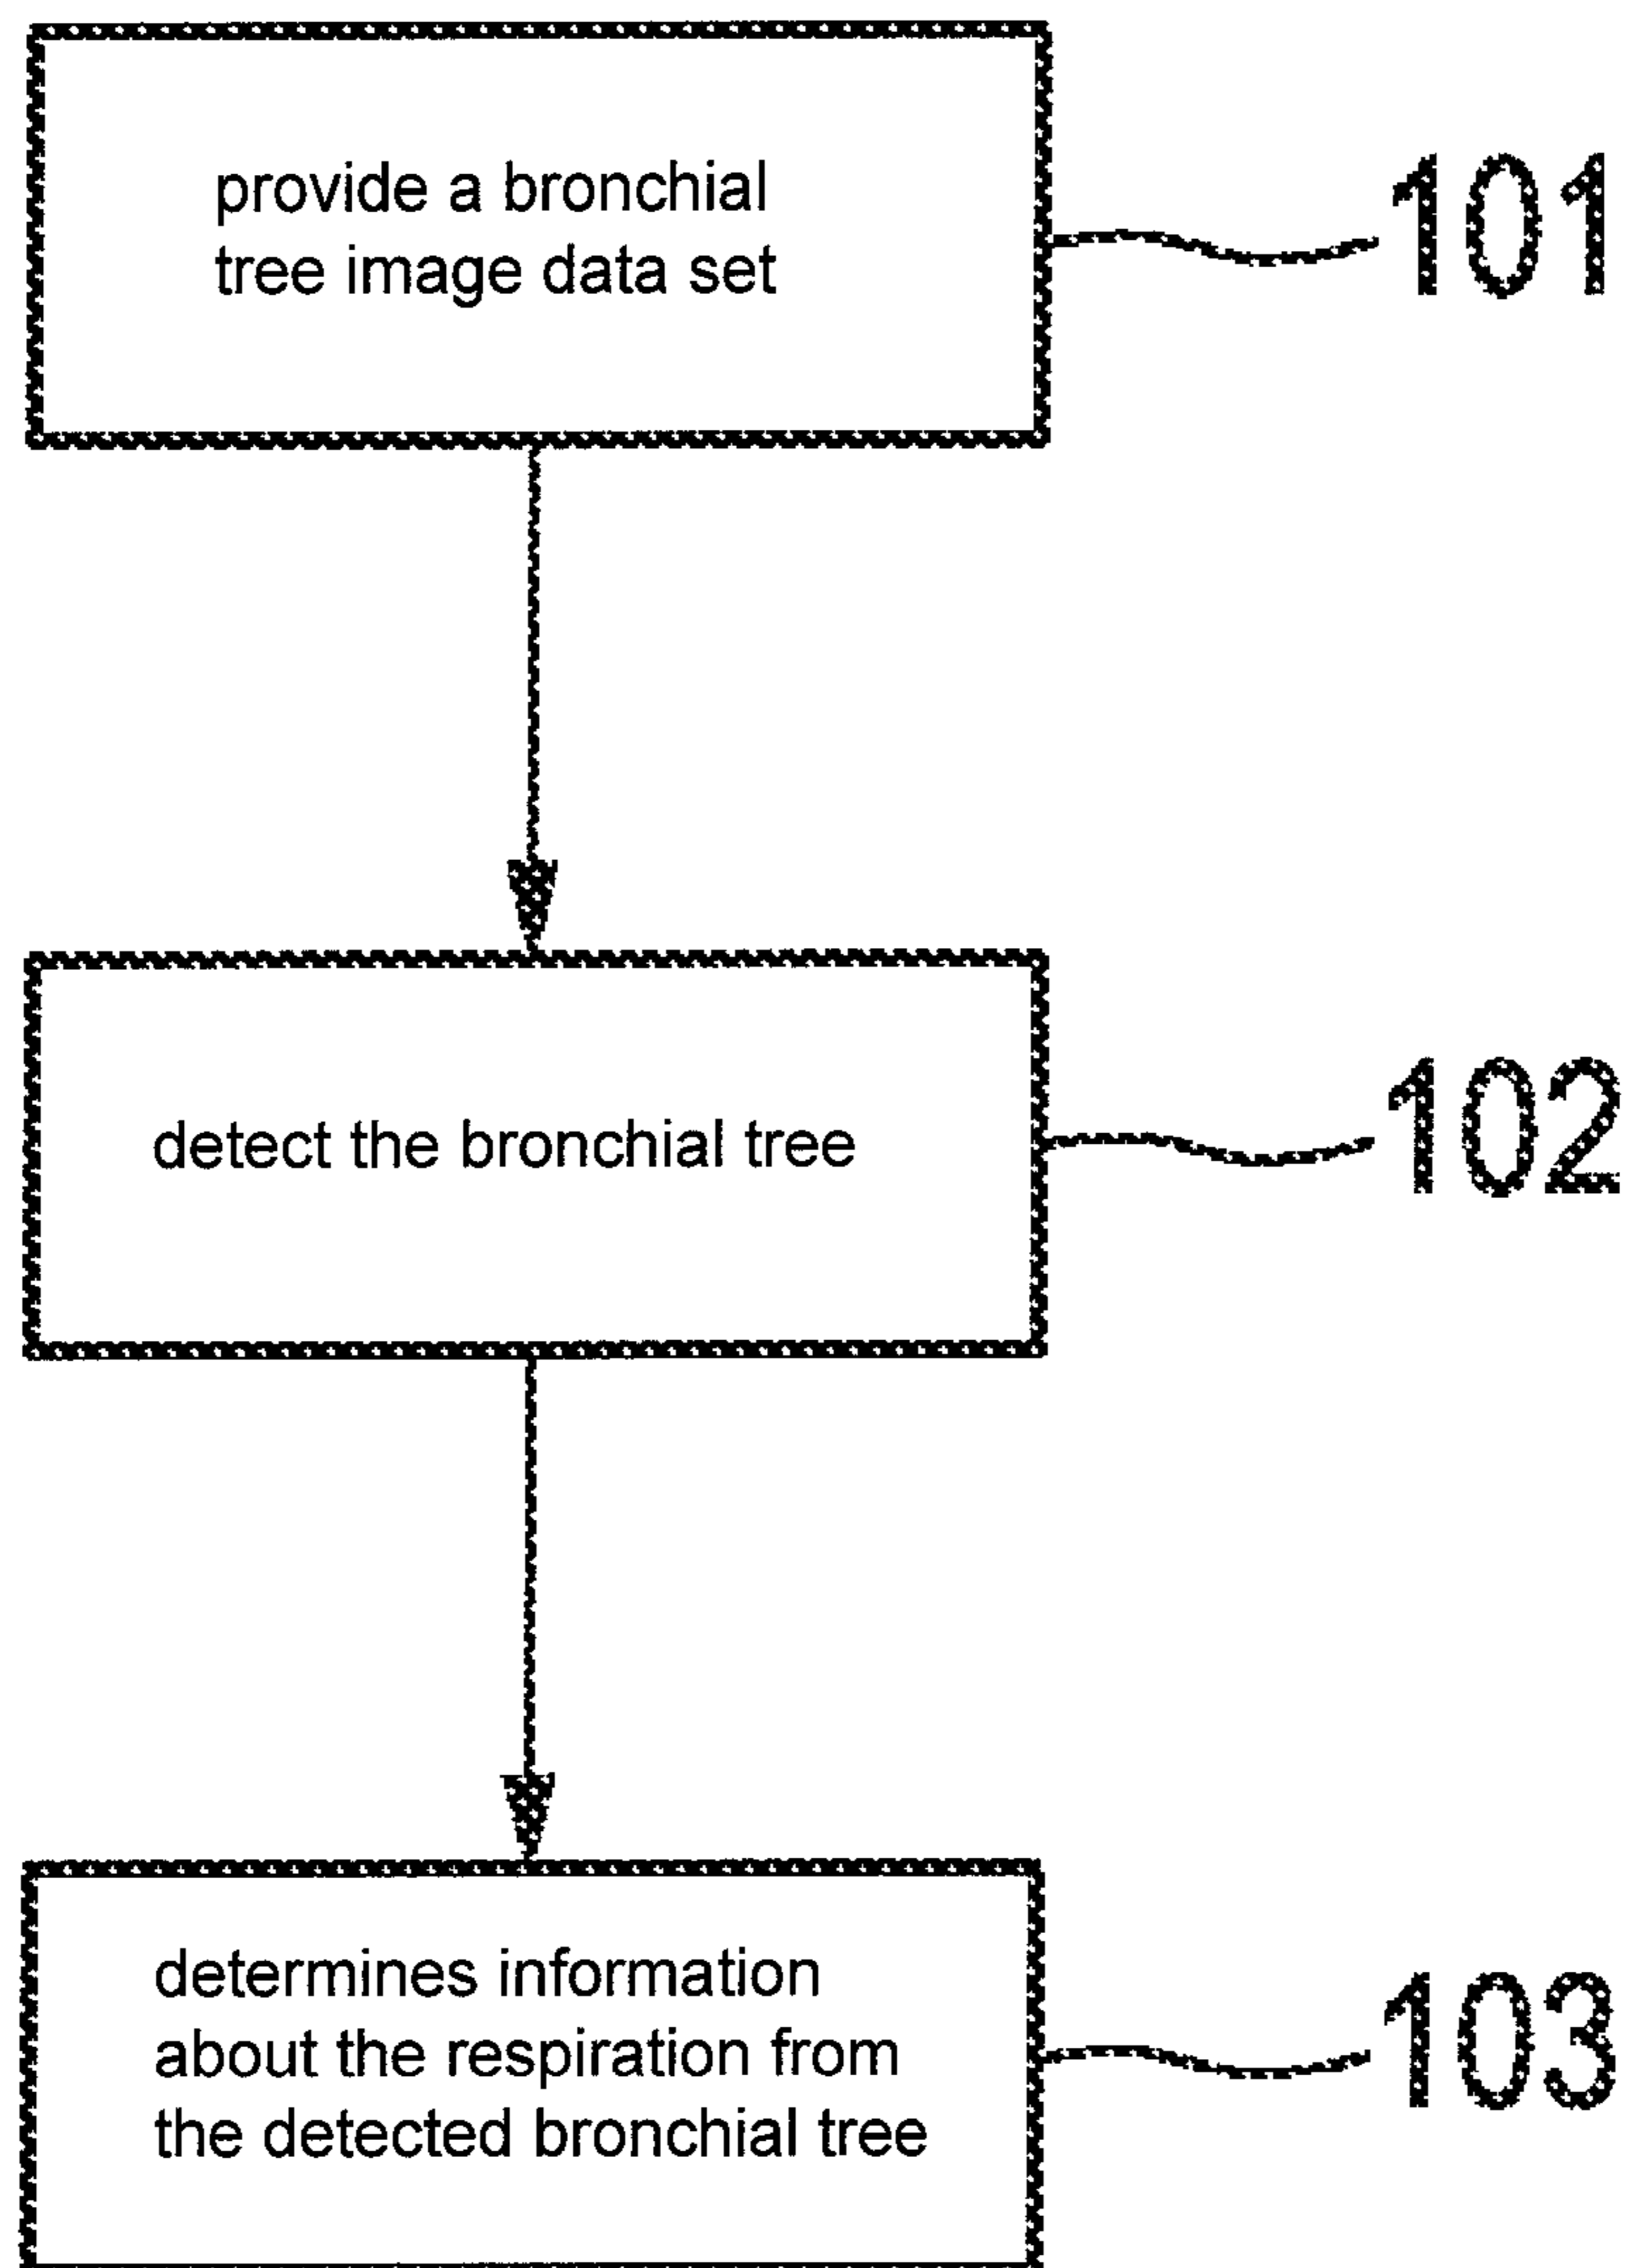 provide a bronchial
tree image data set
101
detect the bronchial tree
102
determines information
about the respiration from
the detected bronchial tree
103